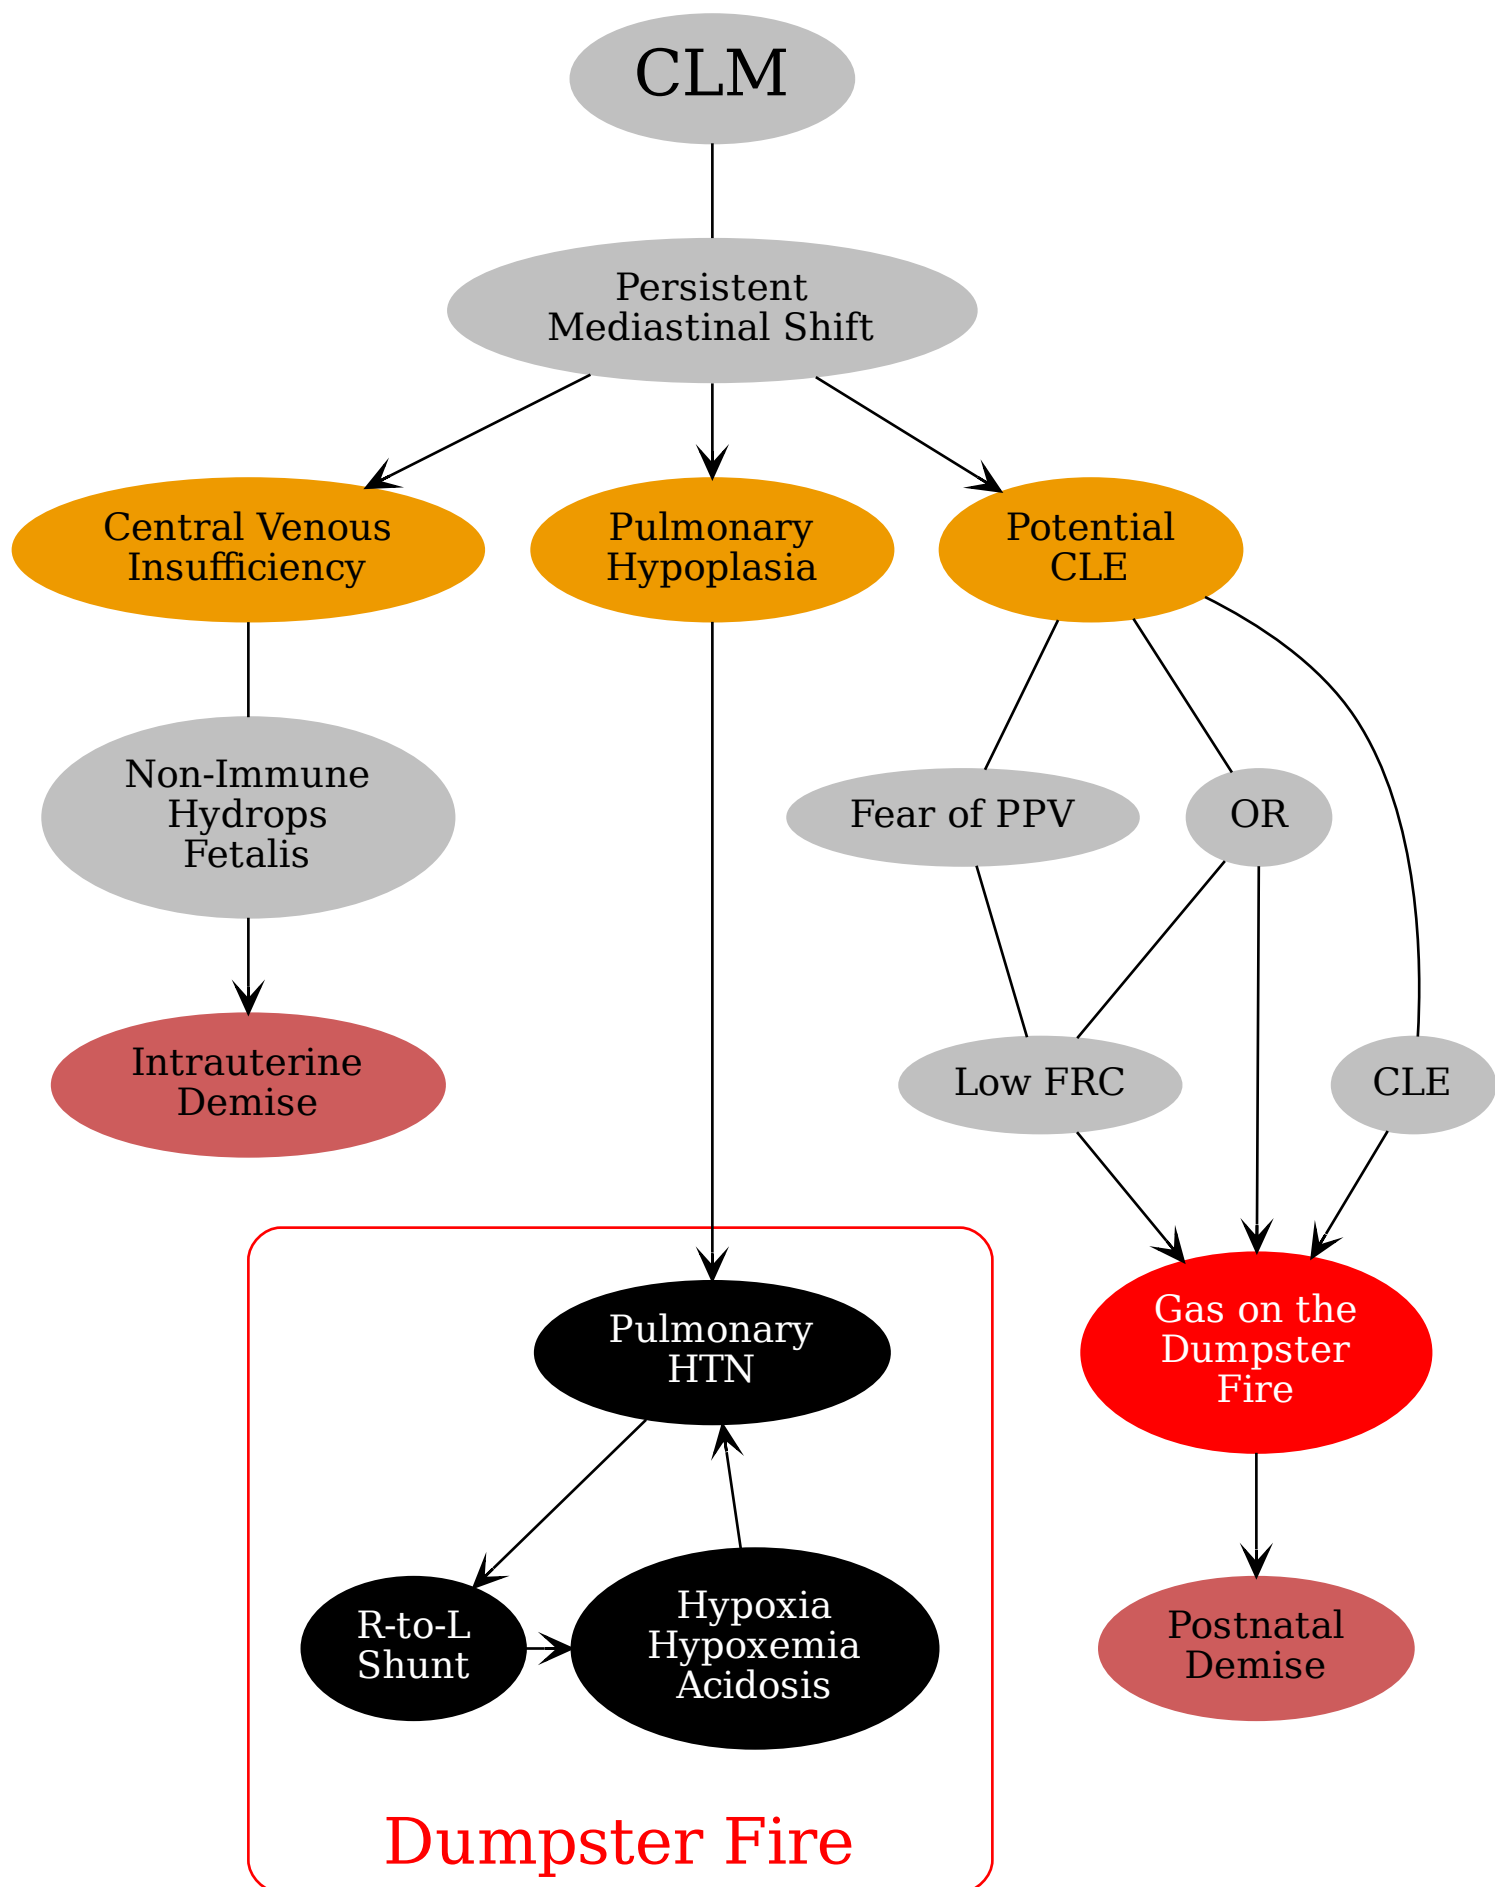 CLM
Persistent
Mediastinal Shift
Central Venous
Insufficiency
Pulmonary
Hypoplasia
Potential
CLE
Non-Immune
Hydrops
Fetalis
Fear of PPV
OR
Intrauterine
Demise
Low FRC
CLE
Pulmonary
HTN
Gas on the
Dumpster
Fire
R-to-L
Shunt
Hypoxia
Hypoxemia
Acidosis
Postnatal
Demise
Dumpster Fire